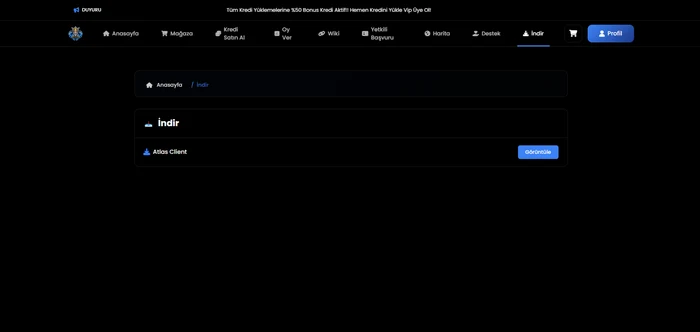 DUYURU
Tüm Kredi Yüklemelerine %50 Bonus Kredi Aktif!! Hemen Kredini Yükle Vip Üye Ol!
Anasayfa
Mağaza
Kredi
Satın Al
Oy
Ver
Wiki
Yetkili
Başvuru
Harita
Destek
İndir
Profil
Anasayfa / İndir
İndir
Atlas Client
Görüntüle